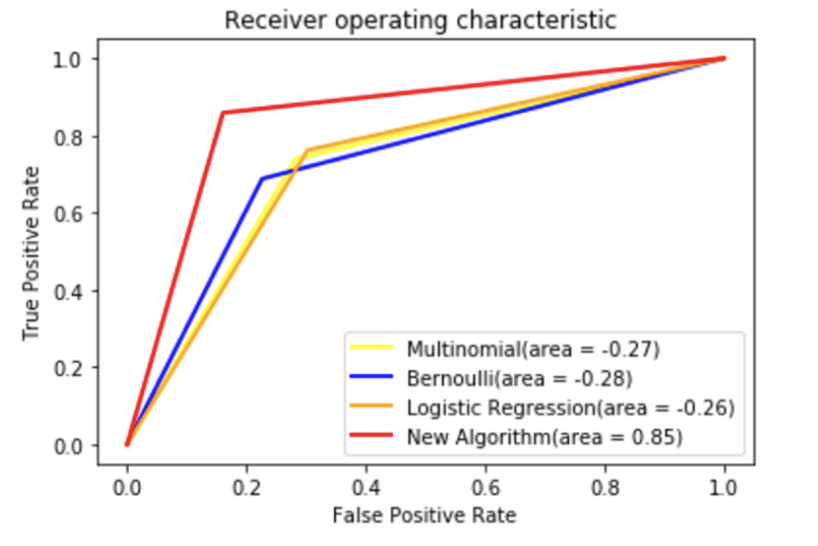 Receiver operating characteristic
1.0
0.8
0.6
0.4
0.2
0.0
True Positive Rate
Multinomial(area = -0.27)
Bernoulli(area = -0.28)
Logistic Regression(area = -0.26)
New Algorithm(area = 0.85)
0.0 0.2 0.4 0.6 0.8 1.0
False Positive Rate